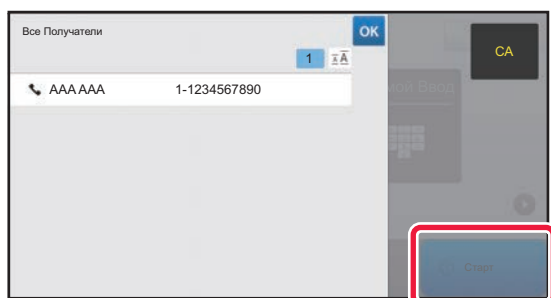 Все Получатели
OK
CA
1
AAA AAA 1-1234567890
мой Ввод
Старт